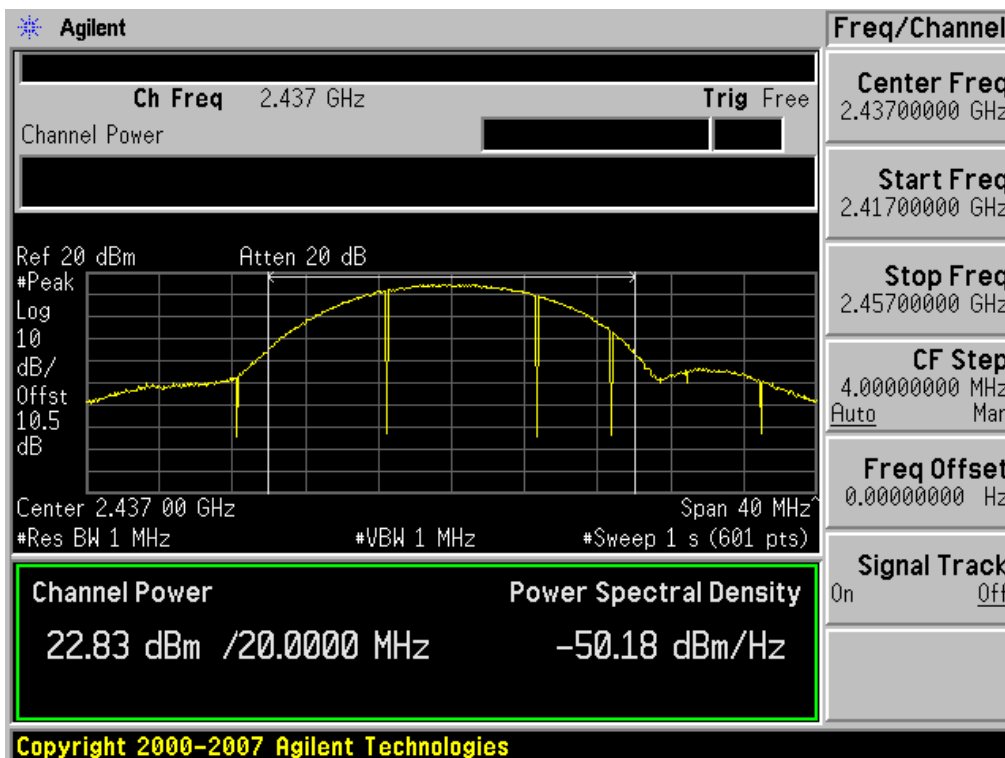 Agilent
Freq/Channel
Ch Freq 2.437 GHz Trig Free
Channel Power
Center Freq
2.43700000 GHz
Start Freq
2.41700000 GHz
Stop Freq
2.45700000 GHz
CF Step
4.00000000 MHz
Auto Man
Freq Offset
0.00000000 Hz
Signal Track
On Off
Ref 20 dBm Atten 20 dB
#Peak
Log
10
dB/
Offst
10.5
dB
Center 2.437 00 GHz Span 40 MHz^
#Res BW 1 MHz #VBW 1 MHz #Sweep 1 s (601 pts)
Channel Power Power Spectral Density
22.83 dBm /20.0000 MHz -50.18 dBm/Hz
Copyright 2000-2007 Agilent Technologies